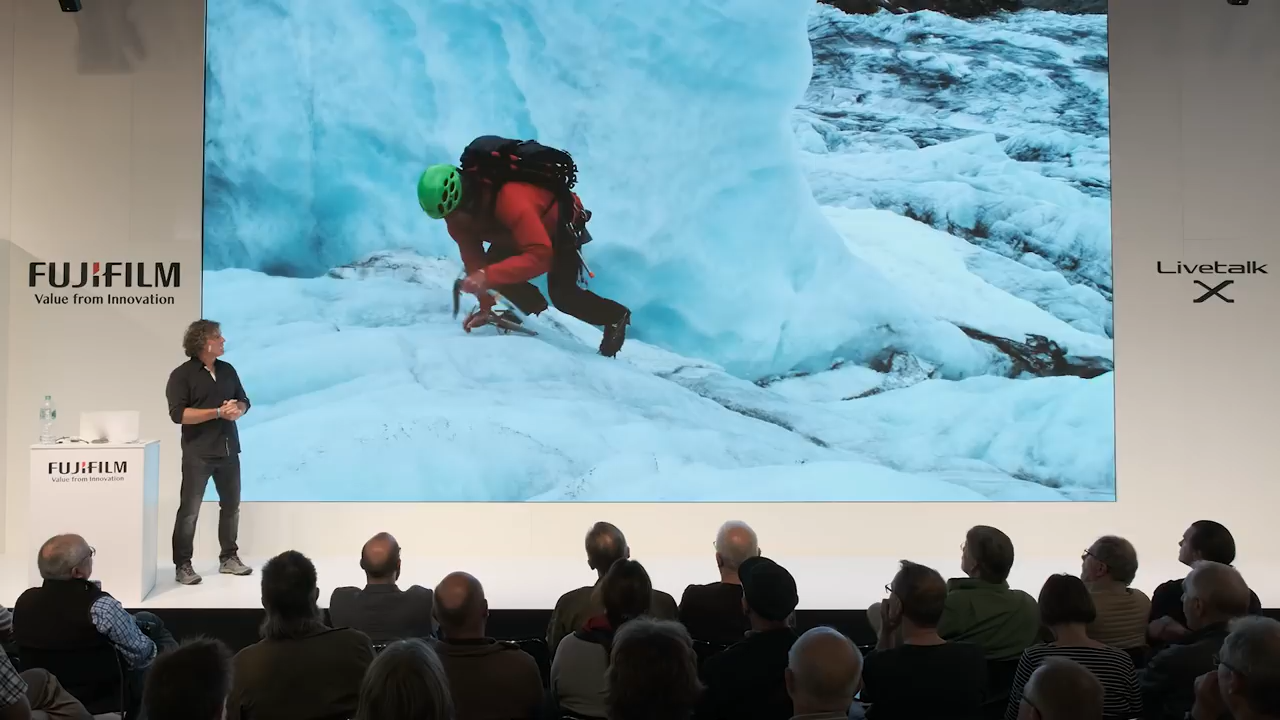 FUJIFILM
Value from Innovation
Livetalk
X
FUJIFILM
Value from Innovation